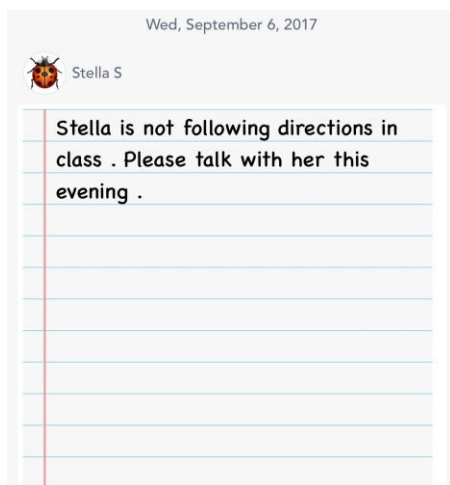 Wed, September 6, 2017
Stella S
Stella is not following directions in
class . Please talk with her this
evening .